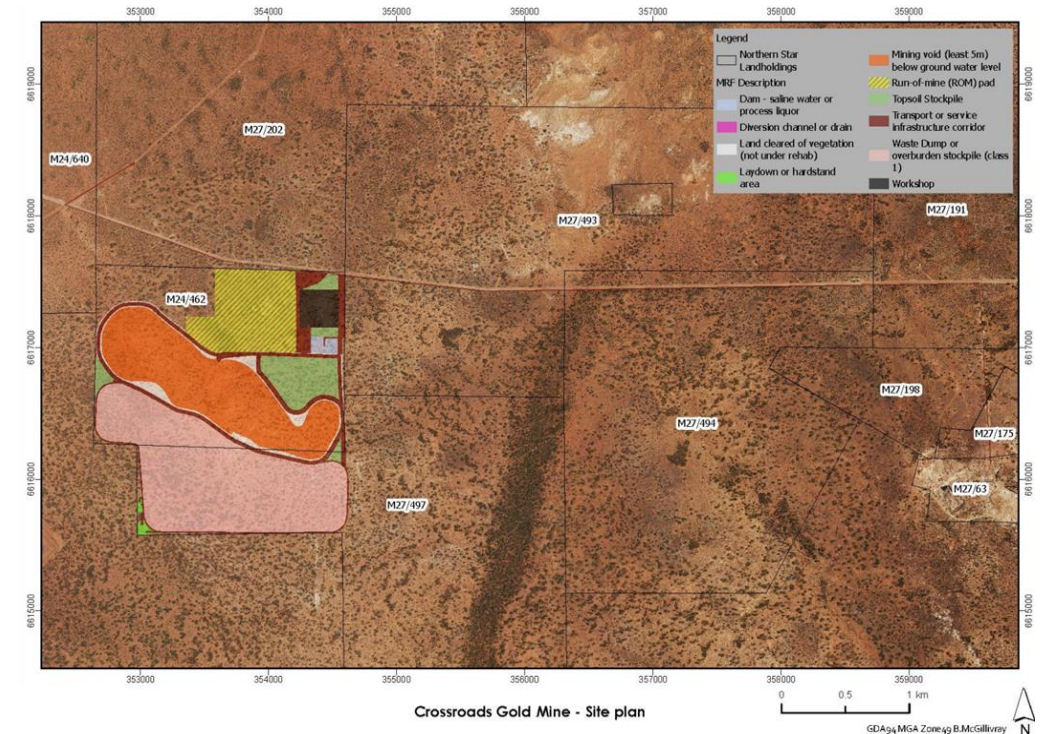 353000 354000 355000 356000 357000 358000 359000
Legend
Northern Star
Landholdings
MRF Description
Dam - saline water or
process liquor
Diversion channel or drain
Land cleared of vegetation
(not under rehab)
Laydown or hardstand
area
Mining void (least 5m)
below ground water level
Run-of-mine (ROM) pad
Topsoil Stockpile
Transport or service
infrastructure corridor
Waste Dump or
overburden stockpile (class
1)
Workshop
6619000
6619000
M27/202
M24/640
6618000
M27/493
M27/191
6618000
M24/462
6617000
6617000
M27/198
M27/494
M27/175
6616000
M27/497
M27/63
6616000
6615000
6615000
353000 354000 355000 356000 357000 358000 359000
Crossroads Gold Mine - Site plan
0 0.5 1 km
GDA94 MGA Zone49 B.McGillivray
N